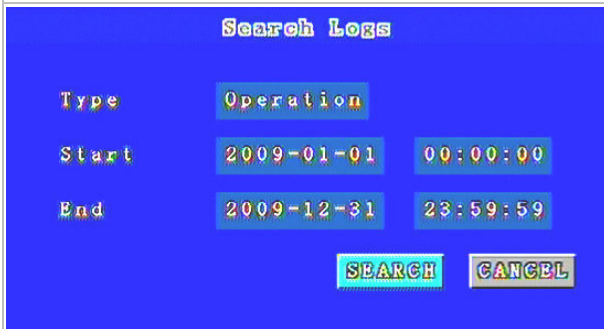 Search Logs
Type Operation
Start 2009-01-01 00:00:00
End 2009-12-31 23:59:59
SEARCH CANCEL